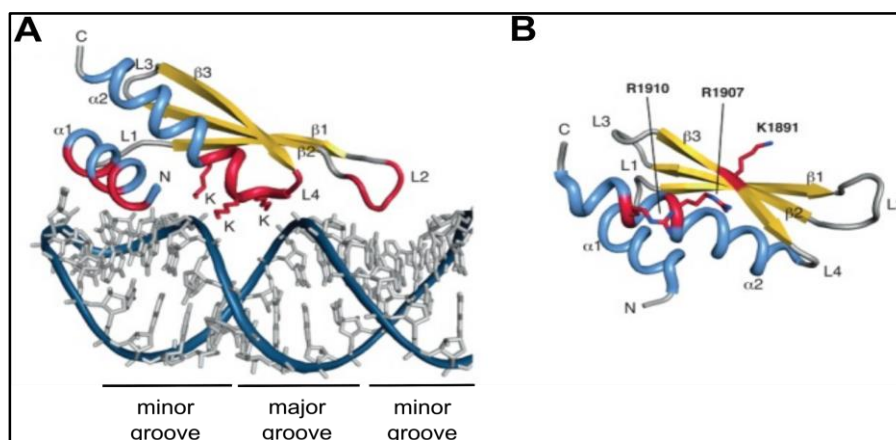 A
C
L3
β3
α2
α1
L1
β1
β2
N
L2
K
L4
K
K
minor groove
major groove
minor groove
B
R1910
R1907
K1891
C
L3
β3
L1
β1
β2
α1
L4
α2
N